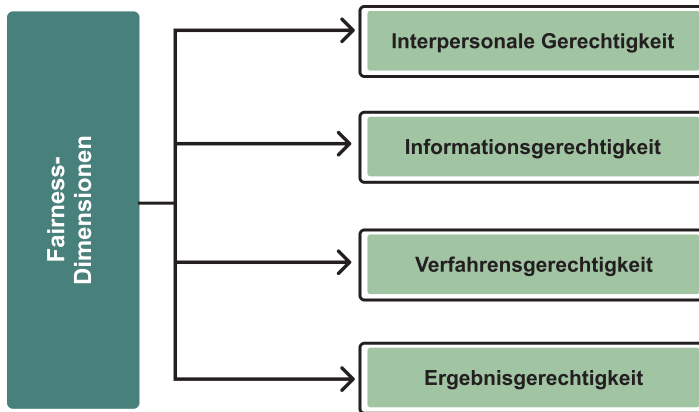 Fairness-
Dimensionen
Interpersonale Gerechtigkeit
Informationsgerechtigkeit
Verfahrensgerechtigkeit
Ergebnisgerechtigkeit